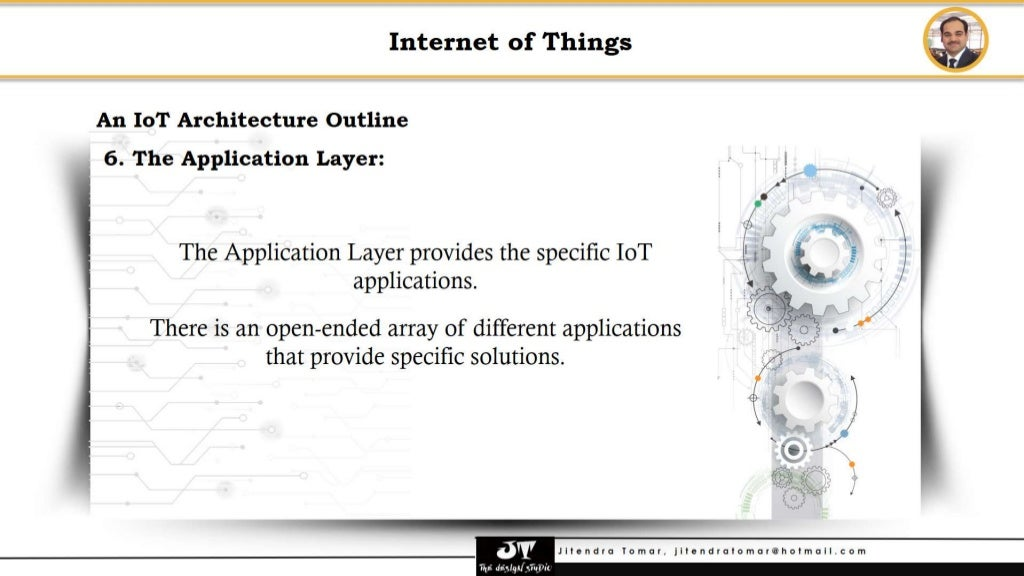 Internet of Things
An IoT Architecture Outline
6. The Application Layer:
The Application Layer provides the specific IoT
applications.
There is an open-ended array of different applications
that provide specific solutions.
JT
The design studio
Jitendra Tomar, jitendratomar@hotmail.com